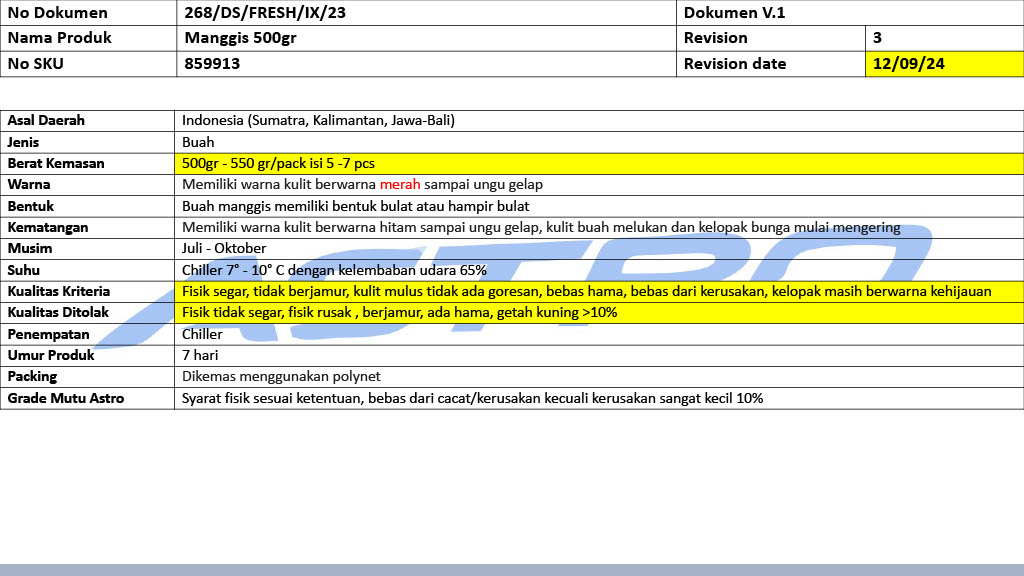 No Dokumen 268/DS/FRESH/IX/23 Dokumen V.1
Nama Produk Manggis 500gr Revision 3
No SKU 859913 Revision date 12/09/24
Asal Daerah Indonesia (Sumatra, Kalimantan, Jawa-Bali)
Jenis Buah
Berat Kemasan 500gr - 550 gr/pack isi 5 -7 pcs
Warna Memiliki warna kulit berwarna merah sampai ungu gelap
Bentuk Buah manggis memiliki bentuk bulat atau hampir bulat
Kematangan Memiliki warna kulit berwarna hitam sampai ungu gelap, kulit buah melukan dan kelopak bunga mulai mengering
Musim Juli - Oktober
Suhu Chiller 7° - 10° C dengan kelembaban udara 65%
Kualitas Kriteria Fisik segar, tidak berjamur, kulit mulus tidak ada goresan, bebas hama, bebas dari kerusakan, kelopak masih berwarna kehijauan
Kualitas Ditolak Fisik tidak segar, fisik rusak , berjamur, ada hama, getah kuning >10%
Penempatan Chiller
Umur Produk 7 hari
Packing Dikemas menggunakan polynet
Grade Mutu Astro Syarat fisik sesuai ketentuan, bebas dari cacat/kerusakan kecuali kerusakan sangat kecil 10%
ASTRO